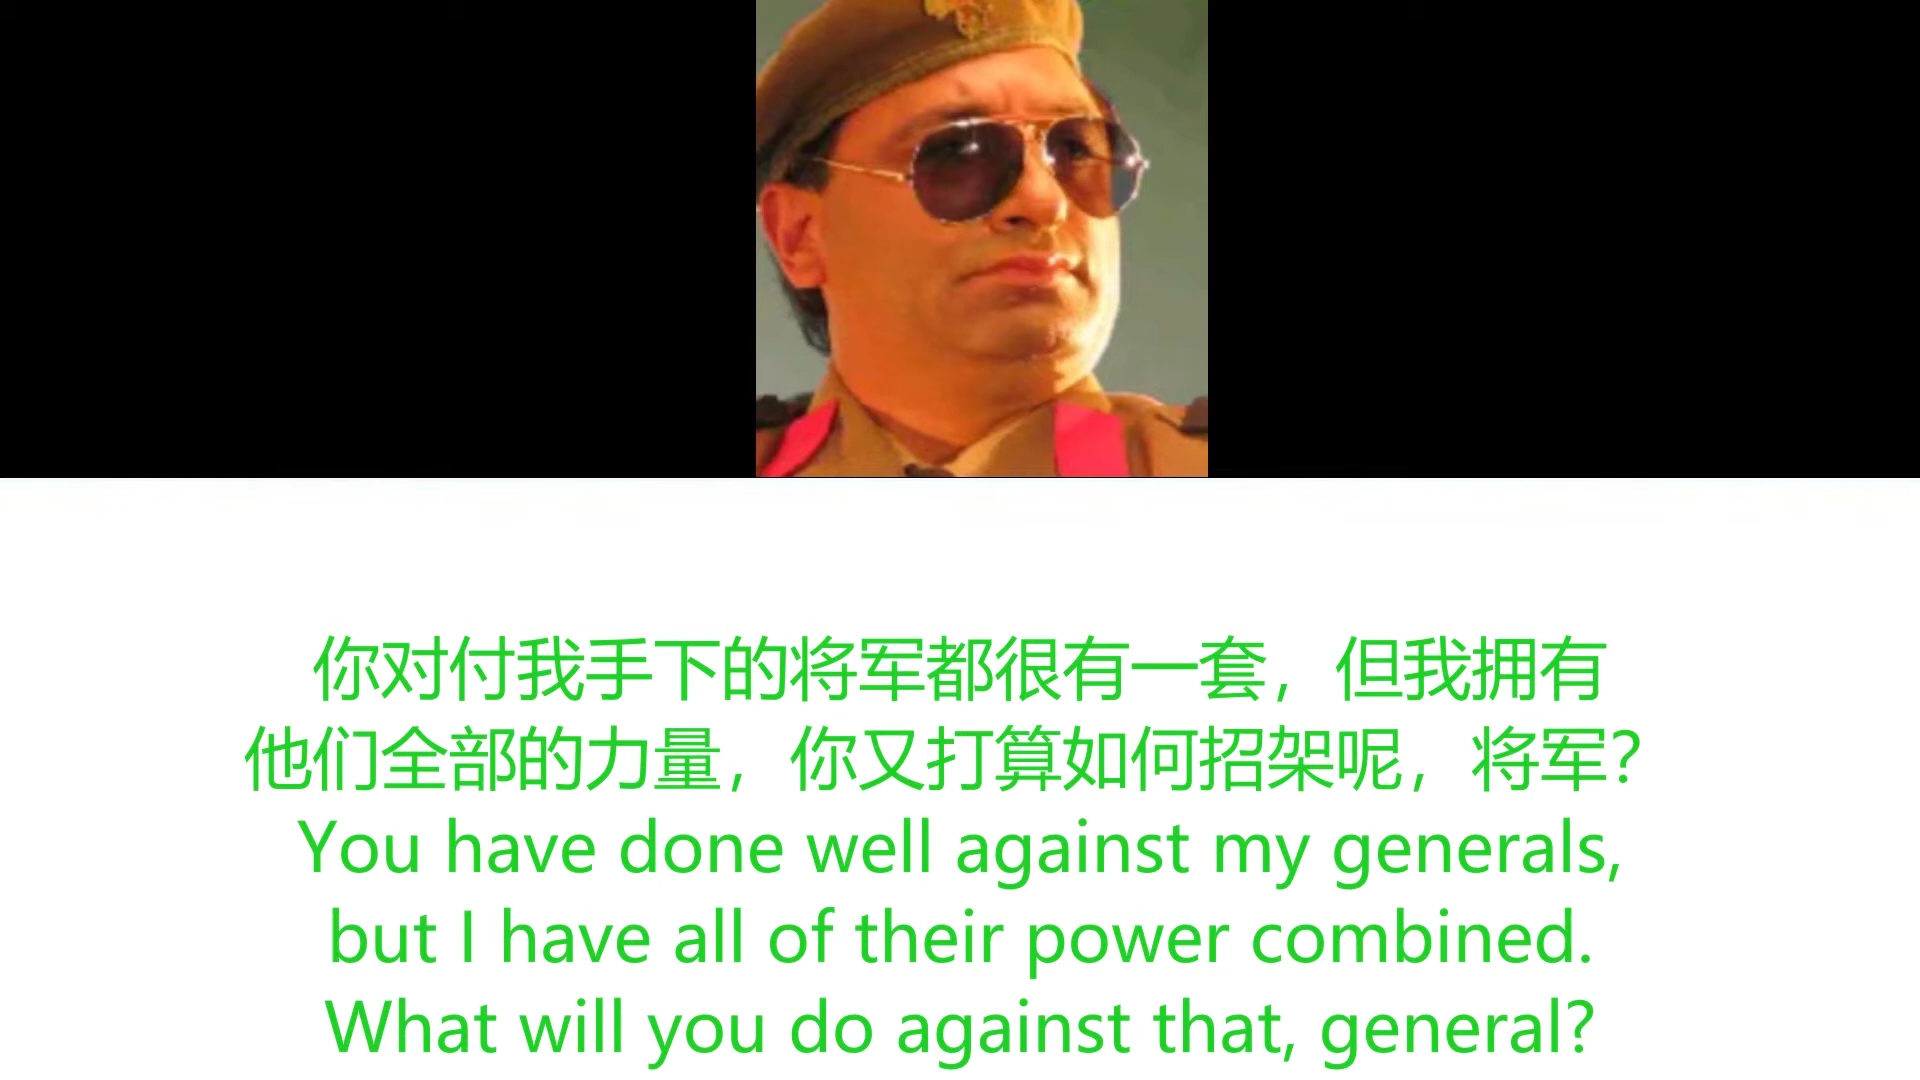 你对付我手下的将军都很有一套，但我拥有
他们全部的力量，你又打算如何招架呢，将军？
You have done well against my generals,
but I have all of their power combined.
What will you do against that, general?